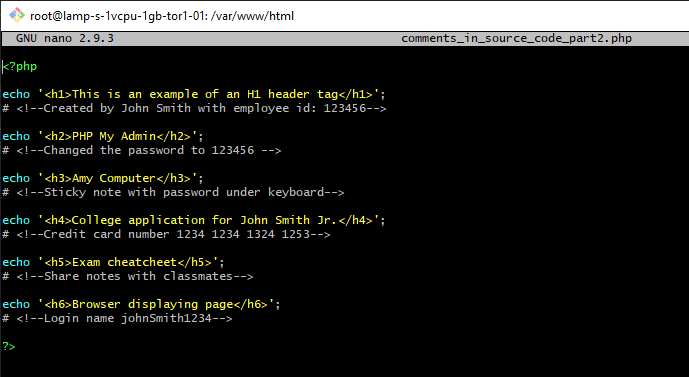 root@lamp-s-1vcpu-1gb-tor1-01: /var/www/html
GNU nano 2.9.3 comments_in_source_code_part2.php
<?php
echo '<h1>This is an example of an H1 header tag</h1>';
# <!--Created by John Smith with employee id: 123456-->
echo '<h2>PHP My Admin</h2>';
# <!--Changed the password to 123456 -->
echo '<h3>Amy Computer</h3>';
# <!--Sticky note with password under keyboard-->
echo '<h4>College application for John Smith Jr.</h4>';
# <!--Credit card number 1234 1234 1324 1253-->
echo '<h5>Exam cheatcheet</h5>';
# <!--Share notes with classmates-->
echo '<h6>Browser displaying page</h6>';
# <!--Login name johnSmith1234-->
?>